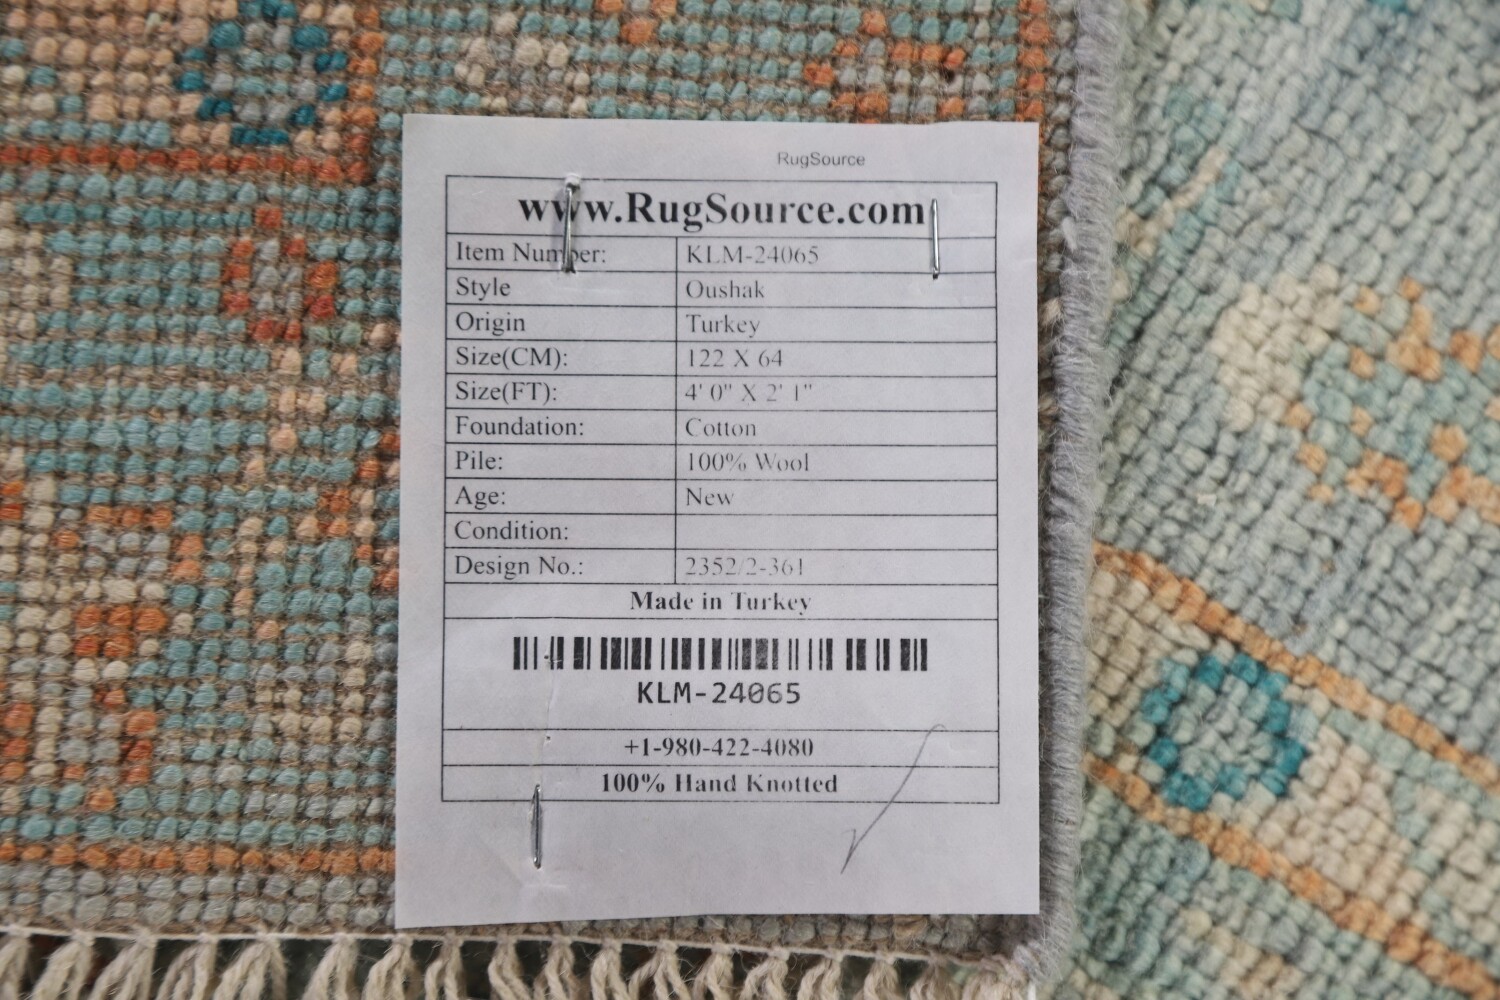 RugSource
www.RugSource.com
Item Number: KLM-24065
Style Oushak
Origin Turkey
Size(CM): 122 X 64
Size(FT): 4' 0" X 2' 1"
Foundation: Cotton
Pile: 100% Wool
Age: New
Condition:
Design No.: 2352/2-361
Made in Turkey
KLM-24065
+1-980-422-4080
100% Hand Knotted